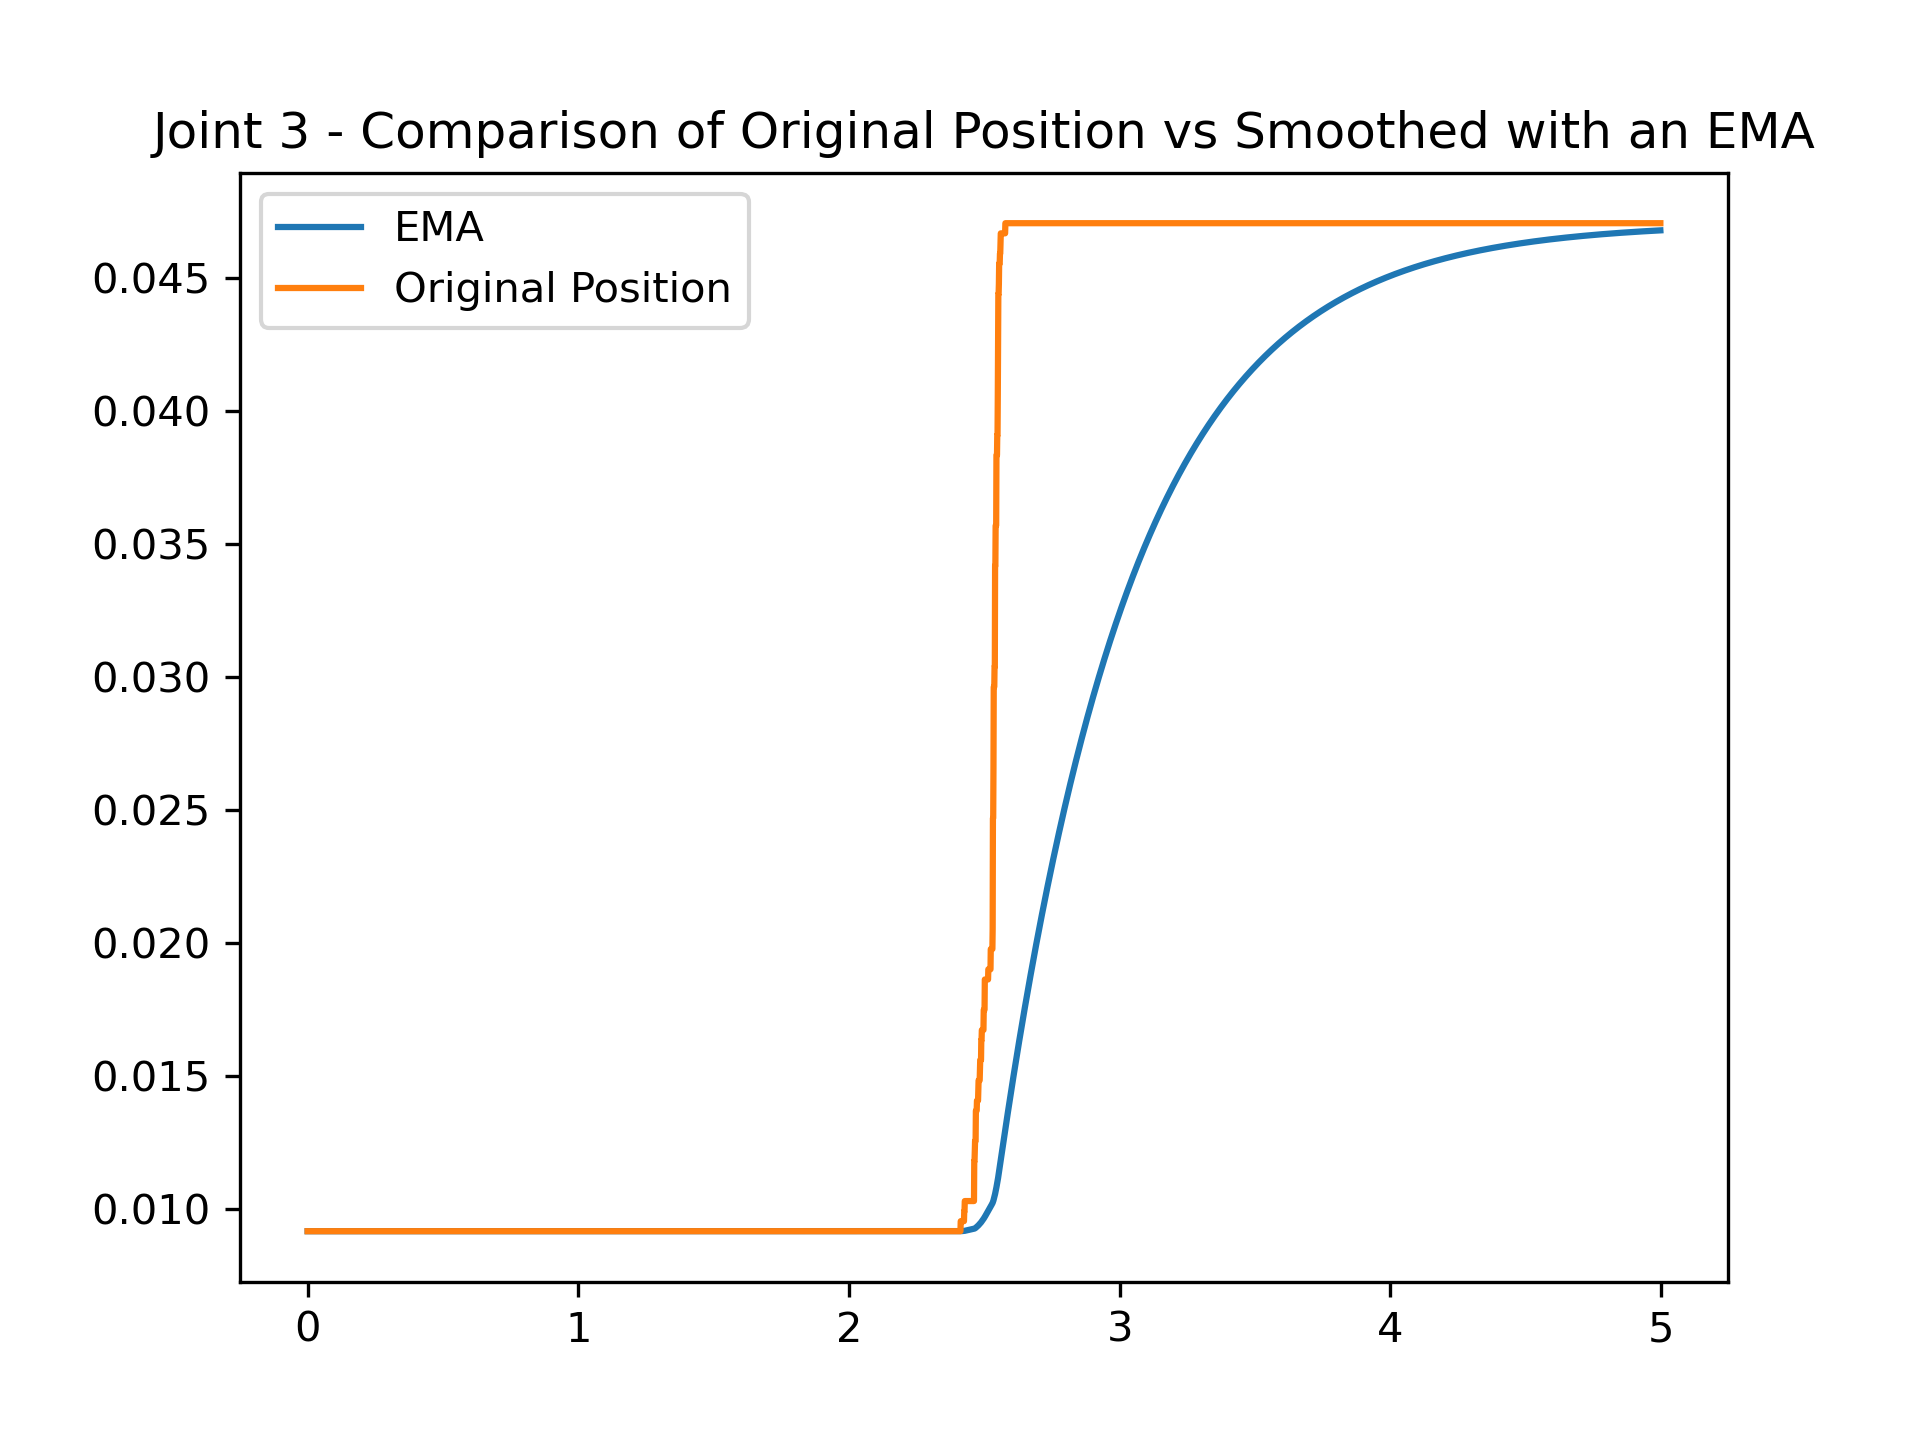 Joint 3 - Comparison of Original Position vs Smoothed with an EMA
EMA
Original Position
0.045
0.040
0.035
0.030
0.025
0.020
0.015
0.010
0 1 2 3 4 5